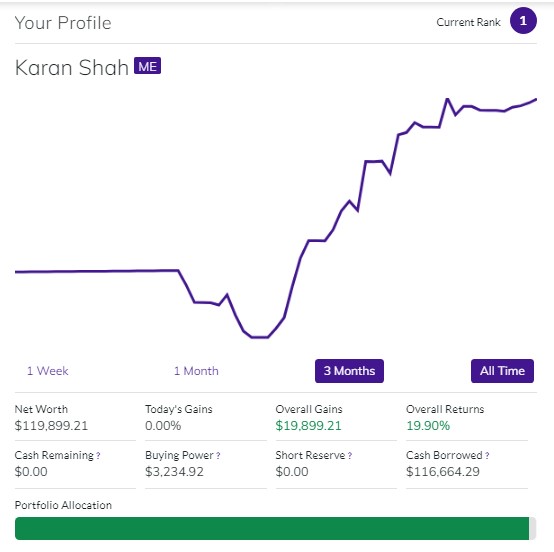 Your Profile
Current Rank 1
Karan Shah ME
1 Week 1 Month 3 Months All Time
Net Worth Today's Gains Overall Gains Overall Returns
$119,899.21 0.00% $19,899.21 19.90%
Cash Remaining ? Buying Power ? Short Reserve ? Cash Borrowed ?
$0.00 $3,234.92 $0.00 $116,664.29
Portfolio Allocation